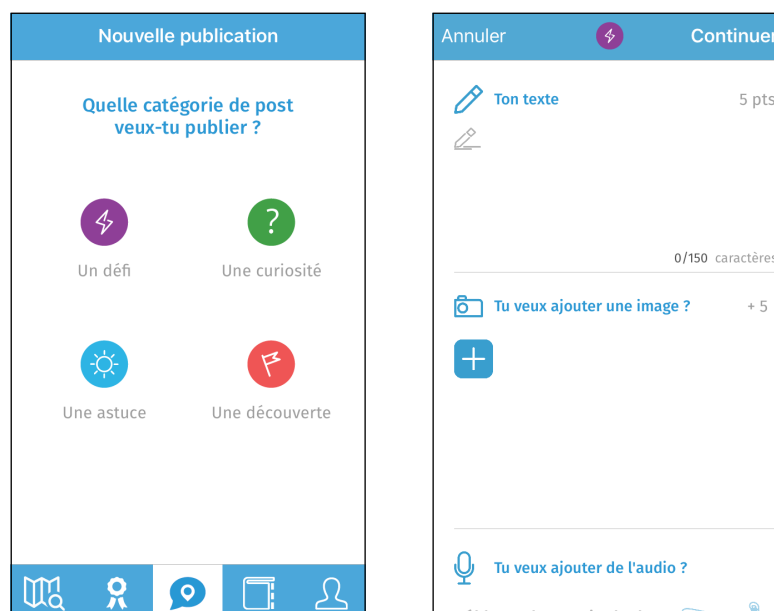 Nouvelle publication
Quelle catégorie de post
veux-tu publier ?
Un défi
Une curiosité
Une astuce
Une découverte
Annuler
Continuer
Ton texte
5 pts
0/150 caractères
Tu veux ajouter une image ?
+ 5
Tu veux ajouter de l'audio ?